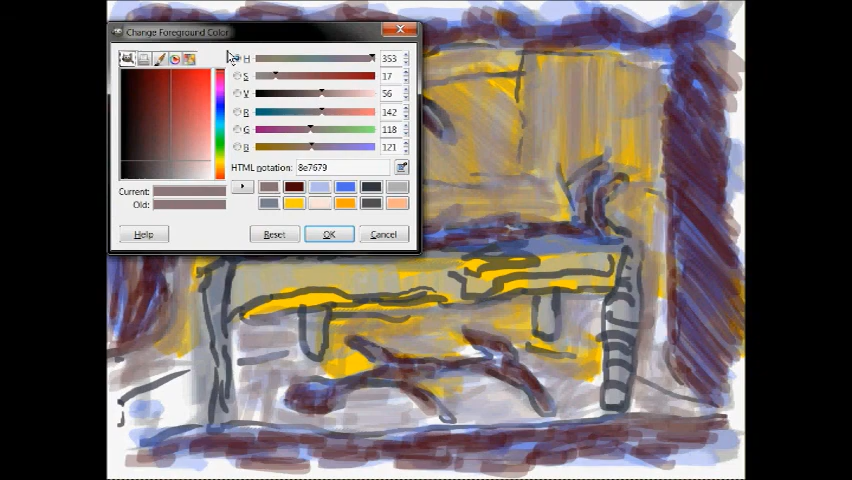 Change Foreground Color
H 353
S 17
V 56
R 142
G 118
B 121
HTML notation: 8e7679
Current:
Old:
Help Reset OK Cancel